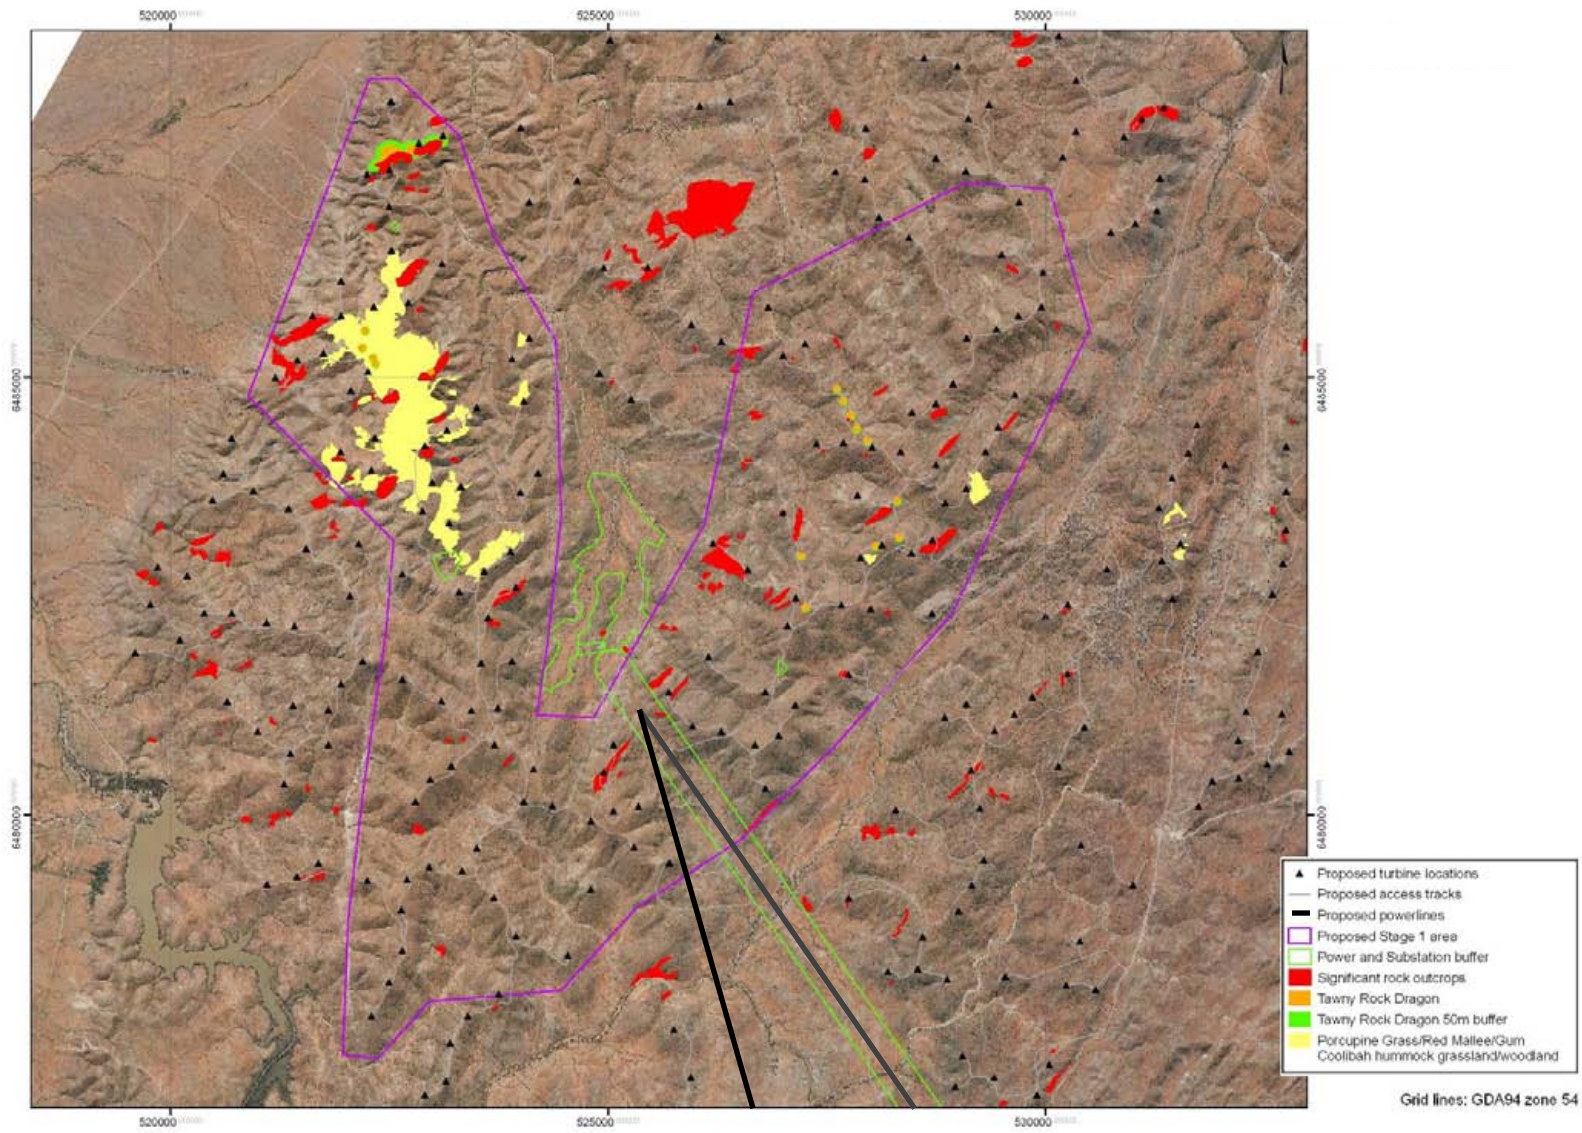 520000
525000
530000
6485000
6485000
6480000
6480000
Proposed turbine locations
Proposed access tracks
Proposed powerlines
Proposed Stage 1 area
Power and Substation buffer
Significant rock outcrops
Tawny Rock Dragon
Tawny Rock Dragon 50m buffer
Porcupine Grass/Red Mallee/Gum
Coolibah hummock grassland/woodland
Grid lines: GDA94 zone 54
520000
525000
530000